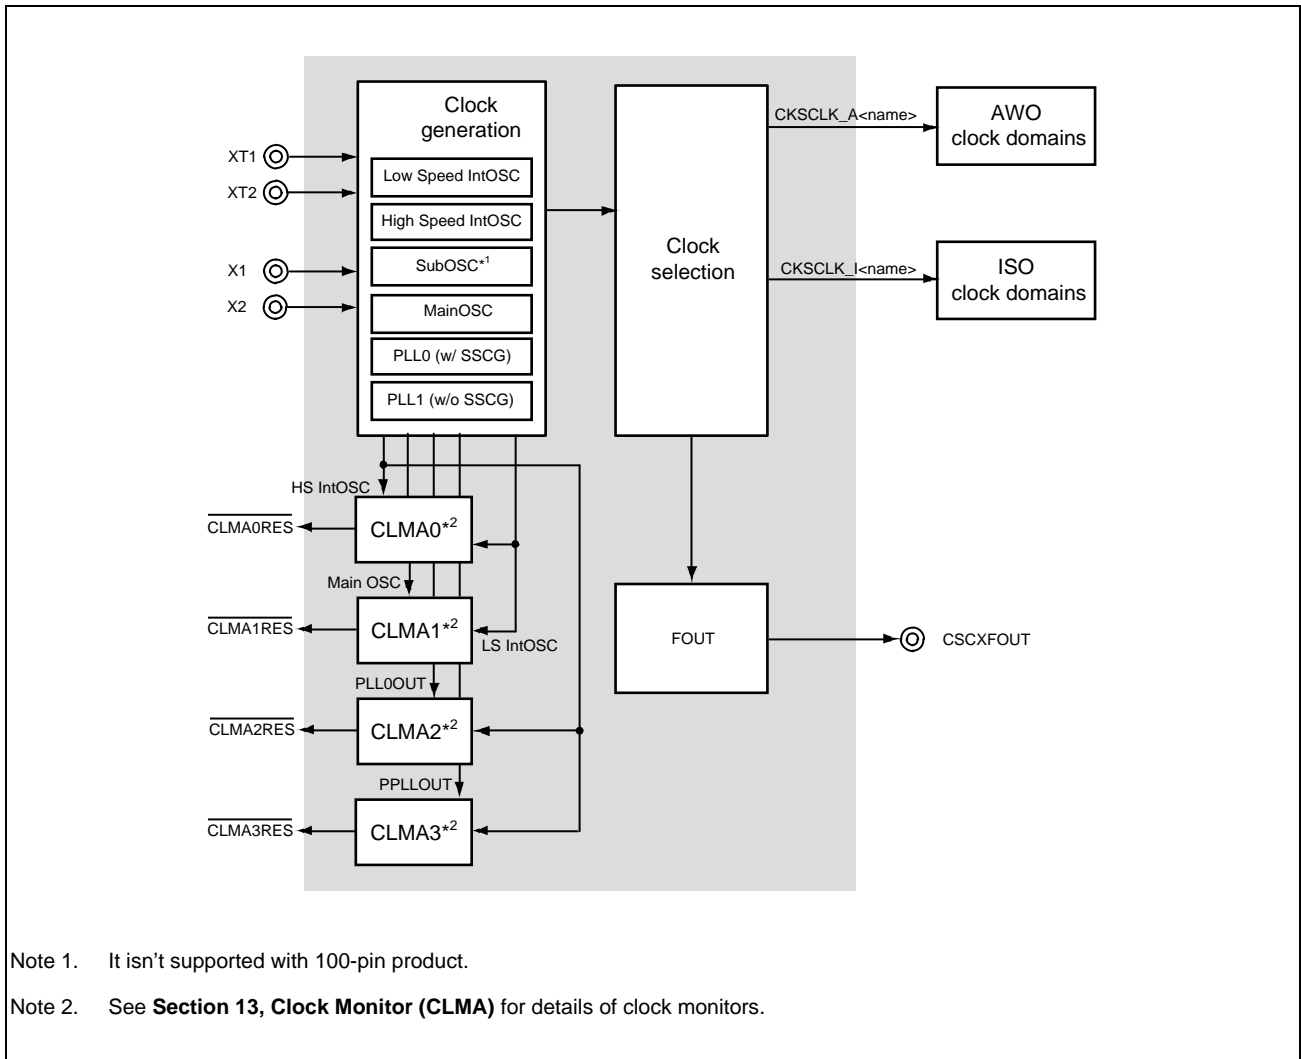 Clock
generation
XT1
Low Speed IntOSC
XT2
High Speed IntOSC
X1
SubOSC*1
X2
MainOSC
PLL0 (w/ SSCG)
PLL1 (w/o SSCG)
Clock
selection
CKSCLK_A<name>
AWO
clock domains
CKSCLK_I<name>
ISO
clock domains
HS IntOSC
CLMA0RES
CLMA0*2
Main OSC
CLMA1RES
CLMA1*2
LS IntOSC
PLL0OUT
CLMA2RES
CLMA2*2
PPLLOUT
CLMA3RES
CLMA3*2
FOUT
CSCXFOUT
Note 1. It isn't supported with 100-pin product.
Note 2. See Section 13, Clock Monitor (CLMA) for details of clock monitors.